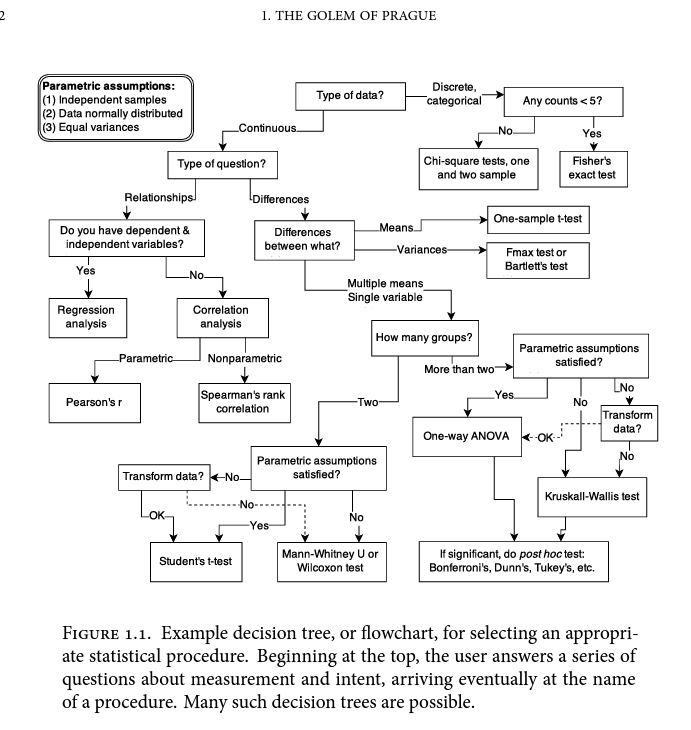 2
1. THE GOLEM OF PRAGUE
Parametric assumptions:
(1) Independent samples
(2) Data normally distributed
(3) Equal variances
Type of data?
Discrete,
categorical
Any counts < 5?
Continuous
No
Yes
Type of question?
Chi-square tests, one
and two sample
Fisher's
exact test
Relationships
Differences
Do you have dependent &
independent variables?
Differences
between what?
Means
One-sample t-test
Variances
Fmax test or
Bartlett's test
Yes
No
Multiple means
Single variable
Regression
analysis
Correlation
analysis
How many groups?
Parametric assumptions
satisfied?
Parametric
Nonparametric
More than two
Pearson's r
Spearman's rank
correlation
Two
Yes
No
No
Transform
data?
One-way ANOVA
OK
No
Parametric assumptions
satisfied?
Transform data?
No
Kruskall-Wallis test
No
OK
Yes
No
Student's t-test
Mann-Whitney U or
Wilcoxon test
If significant, do post hoc test:
Bonferroni's, Dunn's, Tukey's, etc.
FIGURE 1.1. Example decision tree, or flowchart, for selecting an appropri-
ate statistical procedure. Beginning at the top, the user answers a series of
questions about measurement and intent, arriving eventually at the name
of a procedure. Many such decision trees are possible.